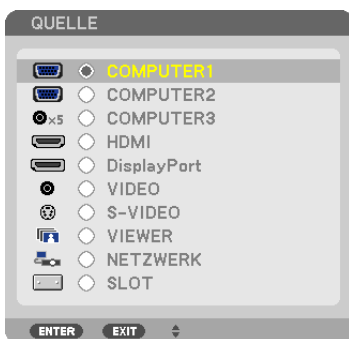 QUELLE
COMPUTER1
COMPUTER2
×5 COMPUTER3
HDMI
DisplayPort
VIDEO
S-VIDEO
VIEWER
NETZWERK
SLOT
ENTER EXIT